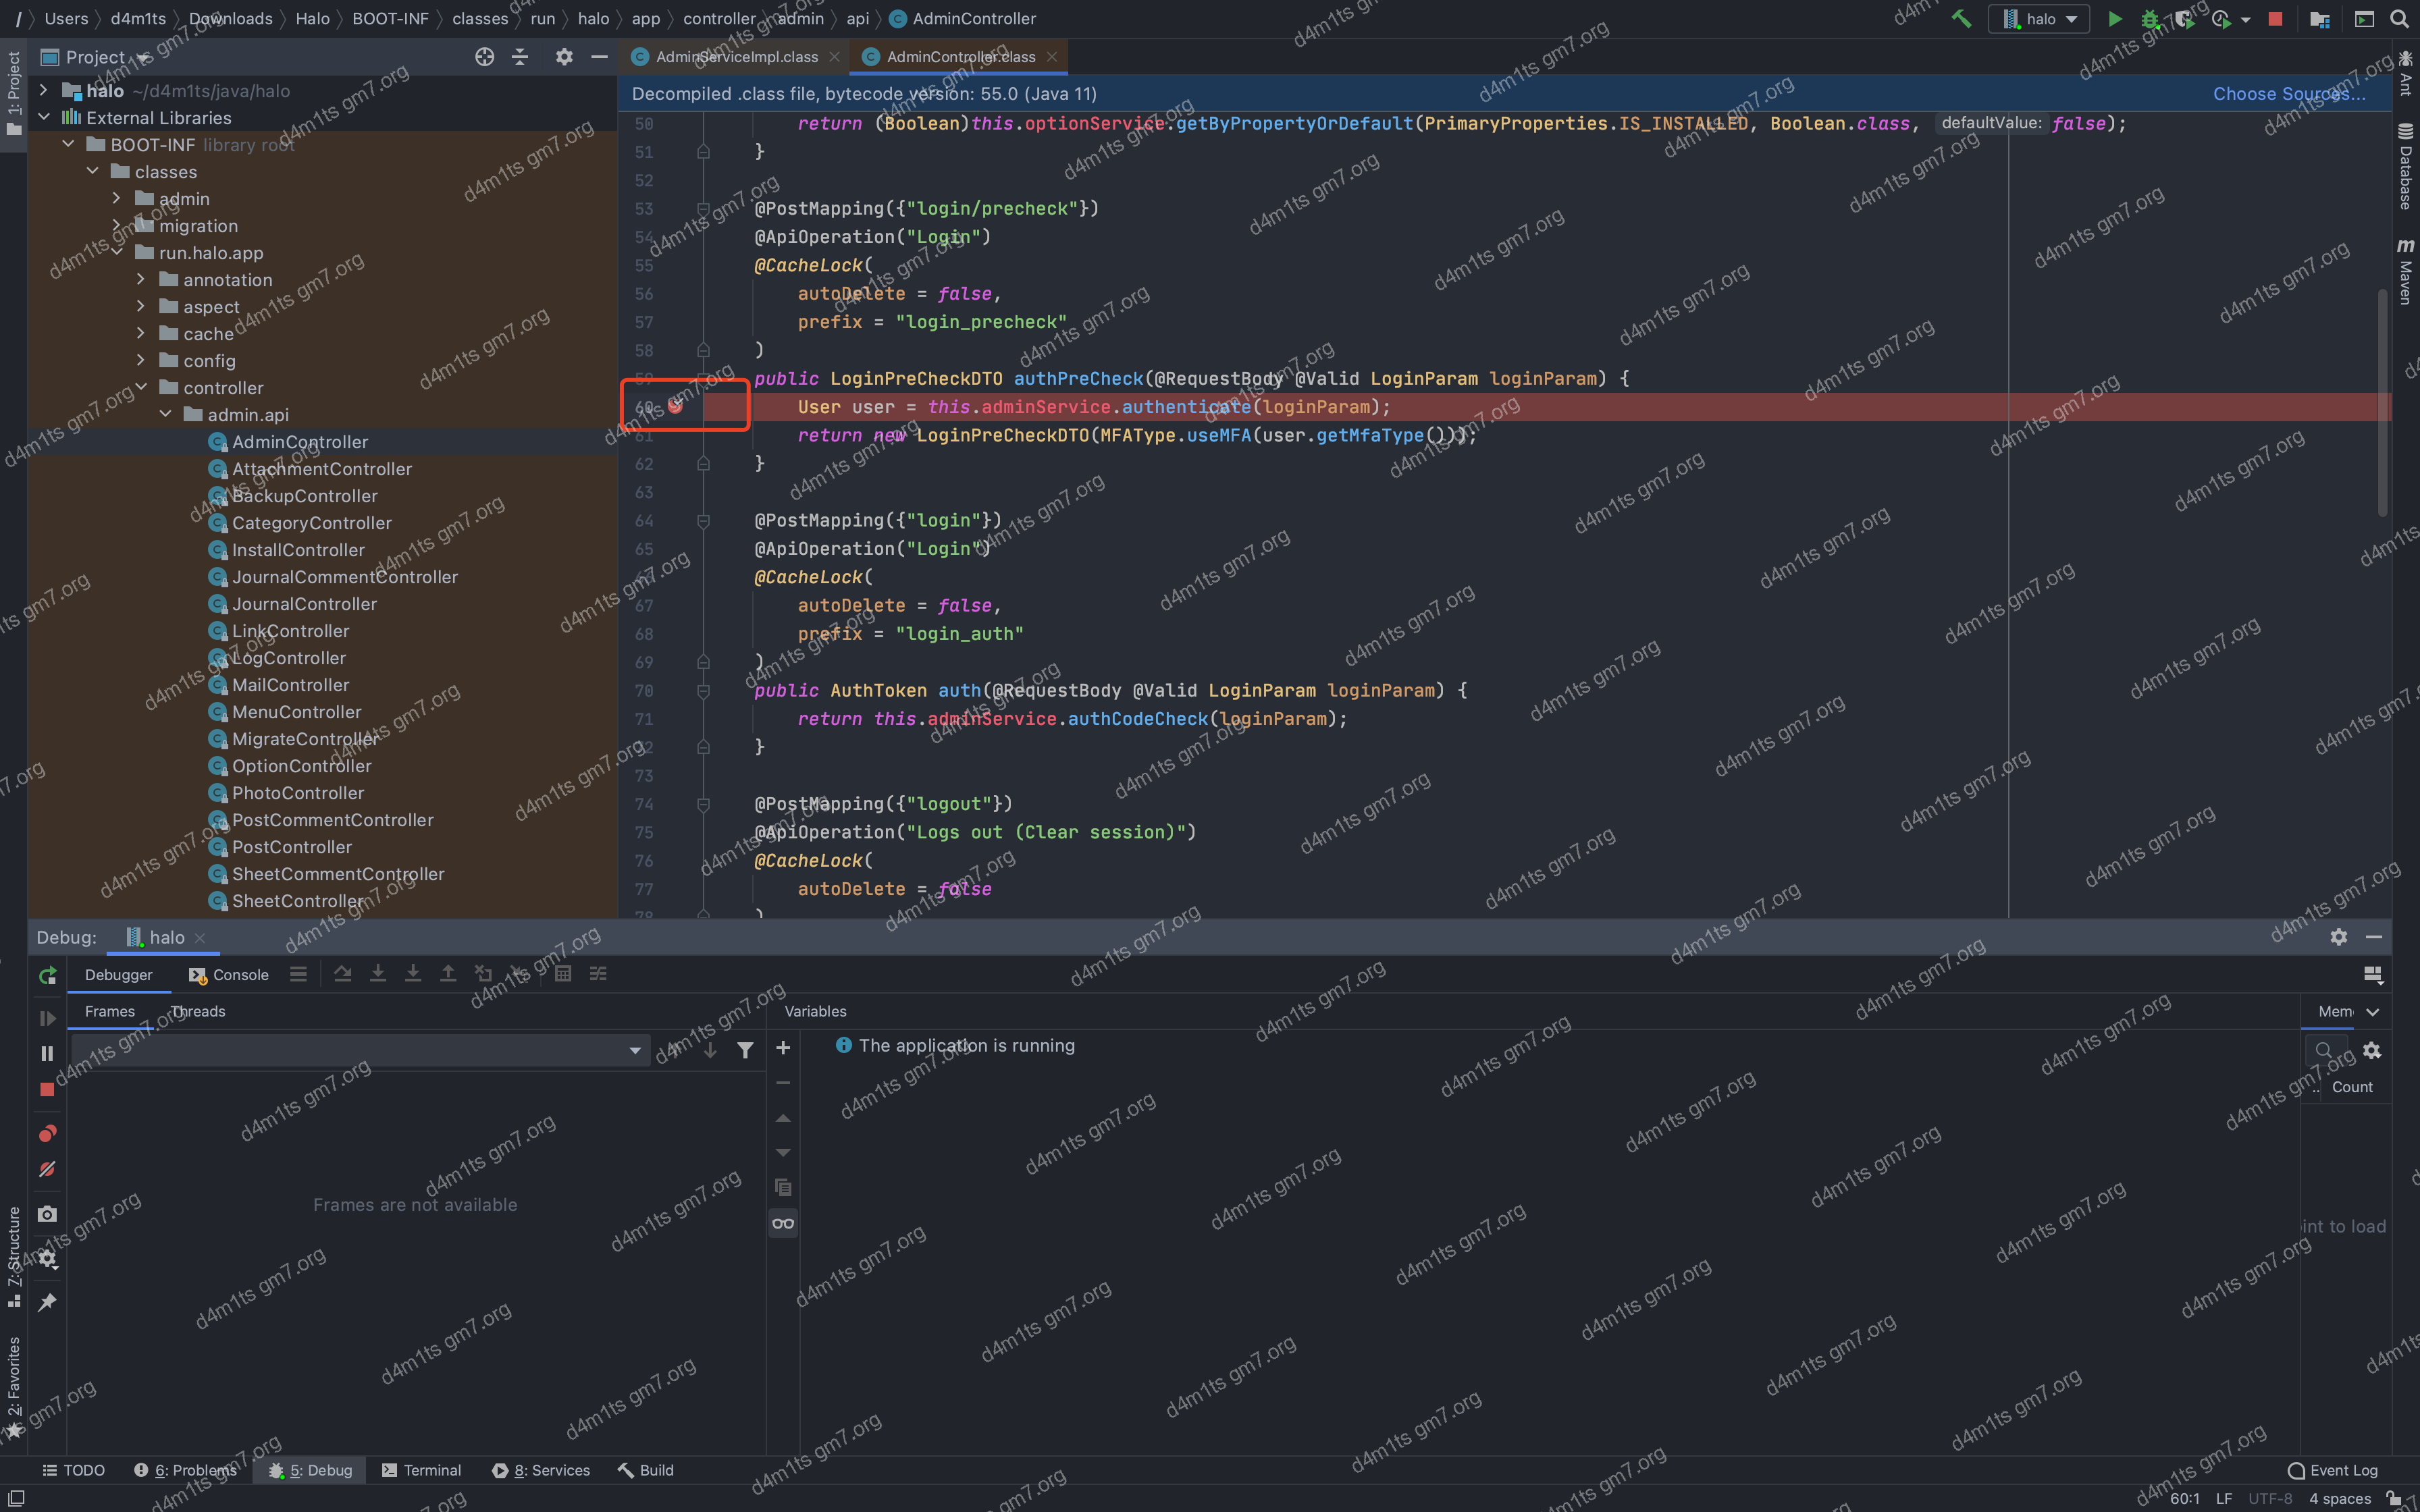 / Users d4m1ts Downloads Halo BOOT-INF classes run halo app controller admin api AdminController
halo
1: Project
Project
AdminServiceImpl.class
AdminController.class
Ant
Database
Maven
halo ~/d4m1ts/java/halo
External Libraries
BOOT-INF library root
classes
admin
migration
run.halo.app
annotation
aspect
cache
config
controller
admin.api
AdminController
AttachmentController
BackupController
CategoryController
InstallController
JournalCommentController
JournalController
LinkController
LogController
MailController
MenuController
MigrateController
OptionController
PhotoController
PostCommentController
PostController
SheetCommentController
SheetController
Decompiled .class file, bytecode version: 55.0 (Java 11)
Choose Sources...
50 return (Boolean)this.optionService.getByPropertyOrDefault(PrimaryProperties.IS_INSTALLED, Boolean.class, defaultValue: false);
51 }
52
53 @PostMapping({"login/precheck"})
54 @ApiOperation("Login")
55 @CacheLock(
56 autoDelete = false,
57 prefix = "login_precheck"
58 )
59 public LoginPreCheckDTO authPreCheck(@RequestBody @Valid LoginParam loginParam) {
60 User user = this.adminService.authenticate(loginParam);
61 return new LoginPreCheckDTO(MFAType.useMFA(user.getMfaType()));
62 }
63
64 @PostMapping({"login"})
65 @ApiOperation("Login")
66 @CacheLock(
67 autoDelete = false,
68 prefix = "login_auth"
69 )
70 public AuthToken auth(@RequestBody @Valid LoginParam loginParam) {
71 return this.adminService.authCodeCheck(loginParam);
72 }
73
74 @PostMapping({"logout"})
75 @ApiOperation("Logs out (Clear session)")
76 @CacheLock(
77 autoDelete = false
78 )
Debug: halo
Debugger
Console
Frames
Threads
Variables
Mem
The application is running
Count
Frames are not available
int to load
7: Structure
2: Favorites
TODO
6: Problems
5: Debug
Terminal
8: Services
Build
Event Log
60:1 LF UTF-8 4 spaces
d4m1ts gm7.org